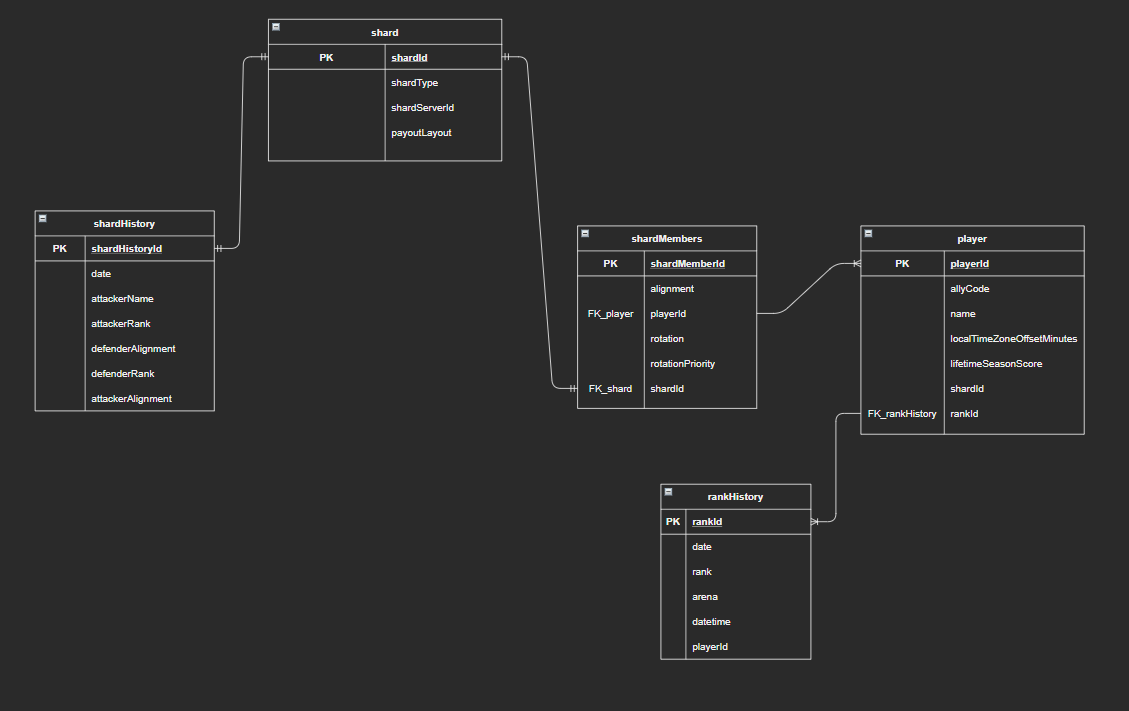 shard
PK shardId
shardType
shardServerId
payoutLayout
shardHistory
PK shardHistoryId
date
attackerName
attackerRank
defenderAlignment
defenderRank
attackerAlignment
shardMembers
PK shardMemberId
alignment
FK_player playerId
rotation
rotationPriority
FK_shard shardId
player
PK playerId
allyCode
name
localTimeZoneOffsetMinutes
lifetimeSeasonScore
shardId
FK_rankHistory rankId
rankHistory
PK rankId
date
rank
arena
datetime
playerId